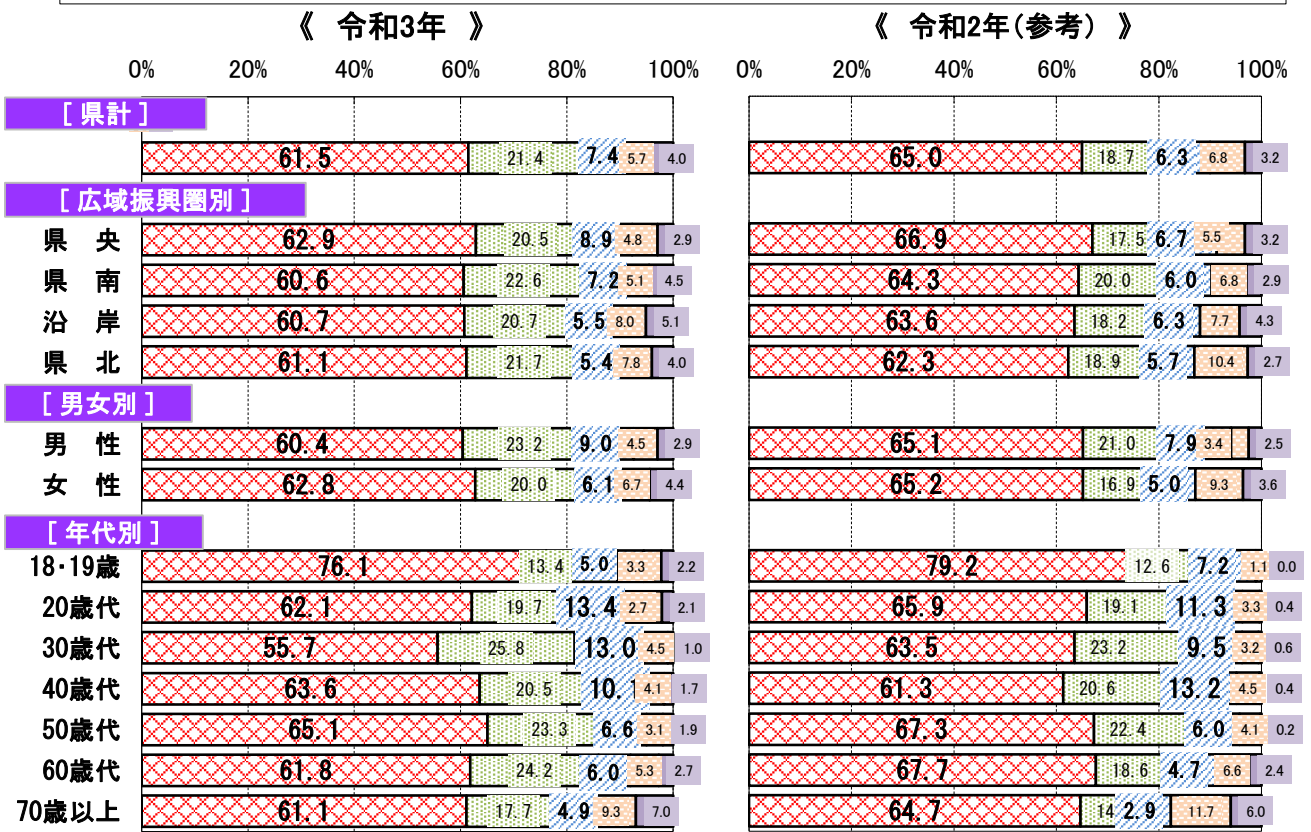 《 令和3年 》
《 令和2年(参考) 》
0% 20% 40% 60% 80% 100%
0% 20% 40% 60% 80% 100%
[ 県計 ]
61.5 21.4 7.4 5.7 4.0 65.0 18.7 6.3 6.8 3.2
[ 広域振興圏別 ]
県 央 62.9 20.5 8.9 4.8 2.9 66.9 17.5 6.7 5.5 3.2
県 南 60.6 22.6 7.2 5.1 4.5 64.3 20.0 6.0 6.8 2.9
沿 岸 60.7 20.7 5.5 8.0 5.1 63.6 18.2 6.3 7.7 4.3
県 北 61.1 21.7 5.4 7.8 4.0 62.3 18.9 5.7 10.4 2.7
[ 男女別 ]
男 性 60.4 23.2 9.0 4.5 2.9 65.1 21.0 7.9 3.4 2.5
女 性 62.8 20.0 6.1 6.7 4.4 65.2 16.9 5.0 9.3 3.6
[ 年代別 ]
18・19歳 76.1 13.4 5.0 3.3 2.2 79.2 12.6 7.2 1.1 0.0
20歳代 62.1 19.7 13.4 2.7 2.1 65.9 19.1 11.3 3.3 0.4
30歳代 55.7 25.8 13.0 4.5 1.0 63.5 23.2 9.5 3.2 0.6
40歳代 63.6 20.5 10. 4.1 1.7 61.3 20.6 13.2 4.5 0.4
50歳代 65.1 23.3 6.6 3.1 1.9 67.3 22.4 6.0 4.1 0.2
60歳代 61.8 24.2 6.0 5.3 2.7 67.7 18.6 4.7 6.6 2.4
70歳以上 61.1 17.7 4.9 9.3 7.0 64.7 14 2.9 11.7 6.0